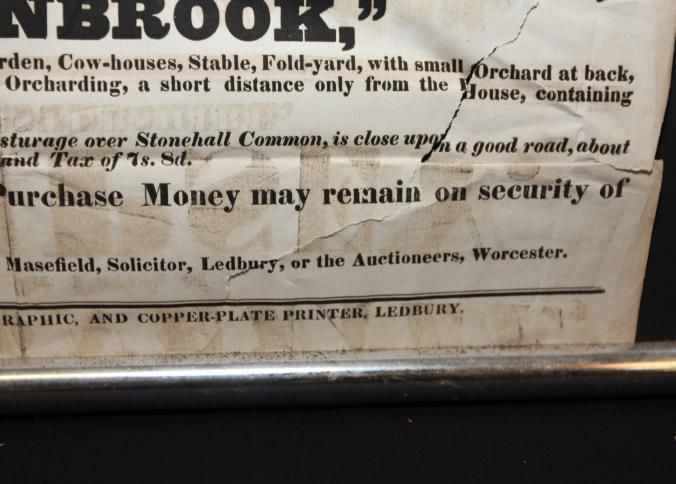 NBROOK,"
rden, Cow-houses, Stable, Fold-yard, with small Orchard at back,
Orcharding, a short distance only from the House, containing
sturage over Stonehall Common, is close upon a good road, about
and Tax of 7s. 8d.
Purchase Money may remain on security of
Masefield, Solicitor, Ledbury, or the Auctioneers, Worcester.
RAPHIC, AND COPPER-PLATE PRINTER, LEDBURY.